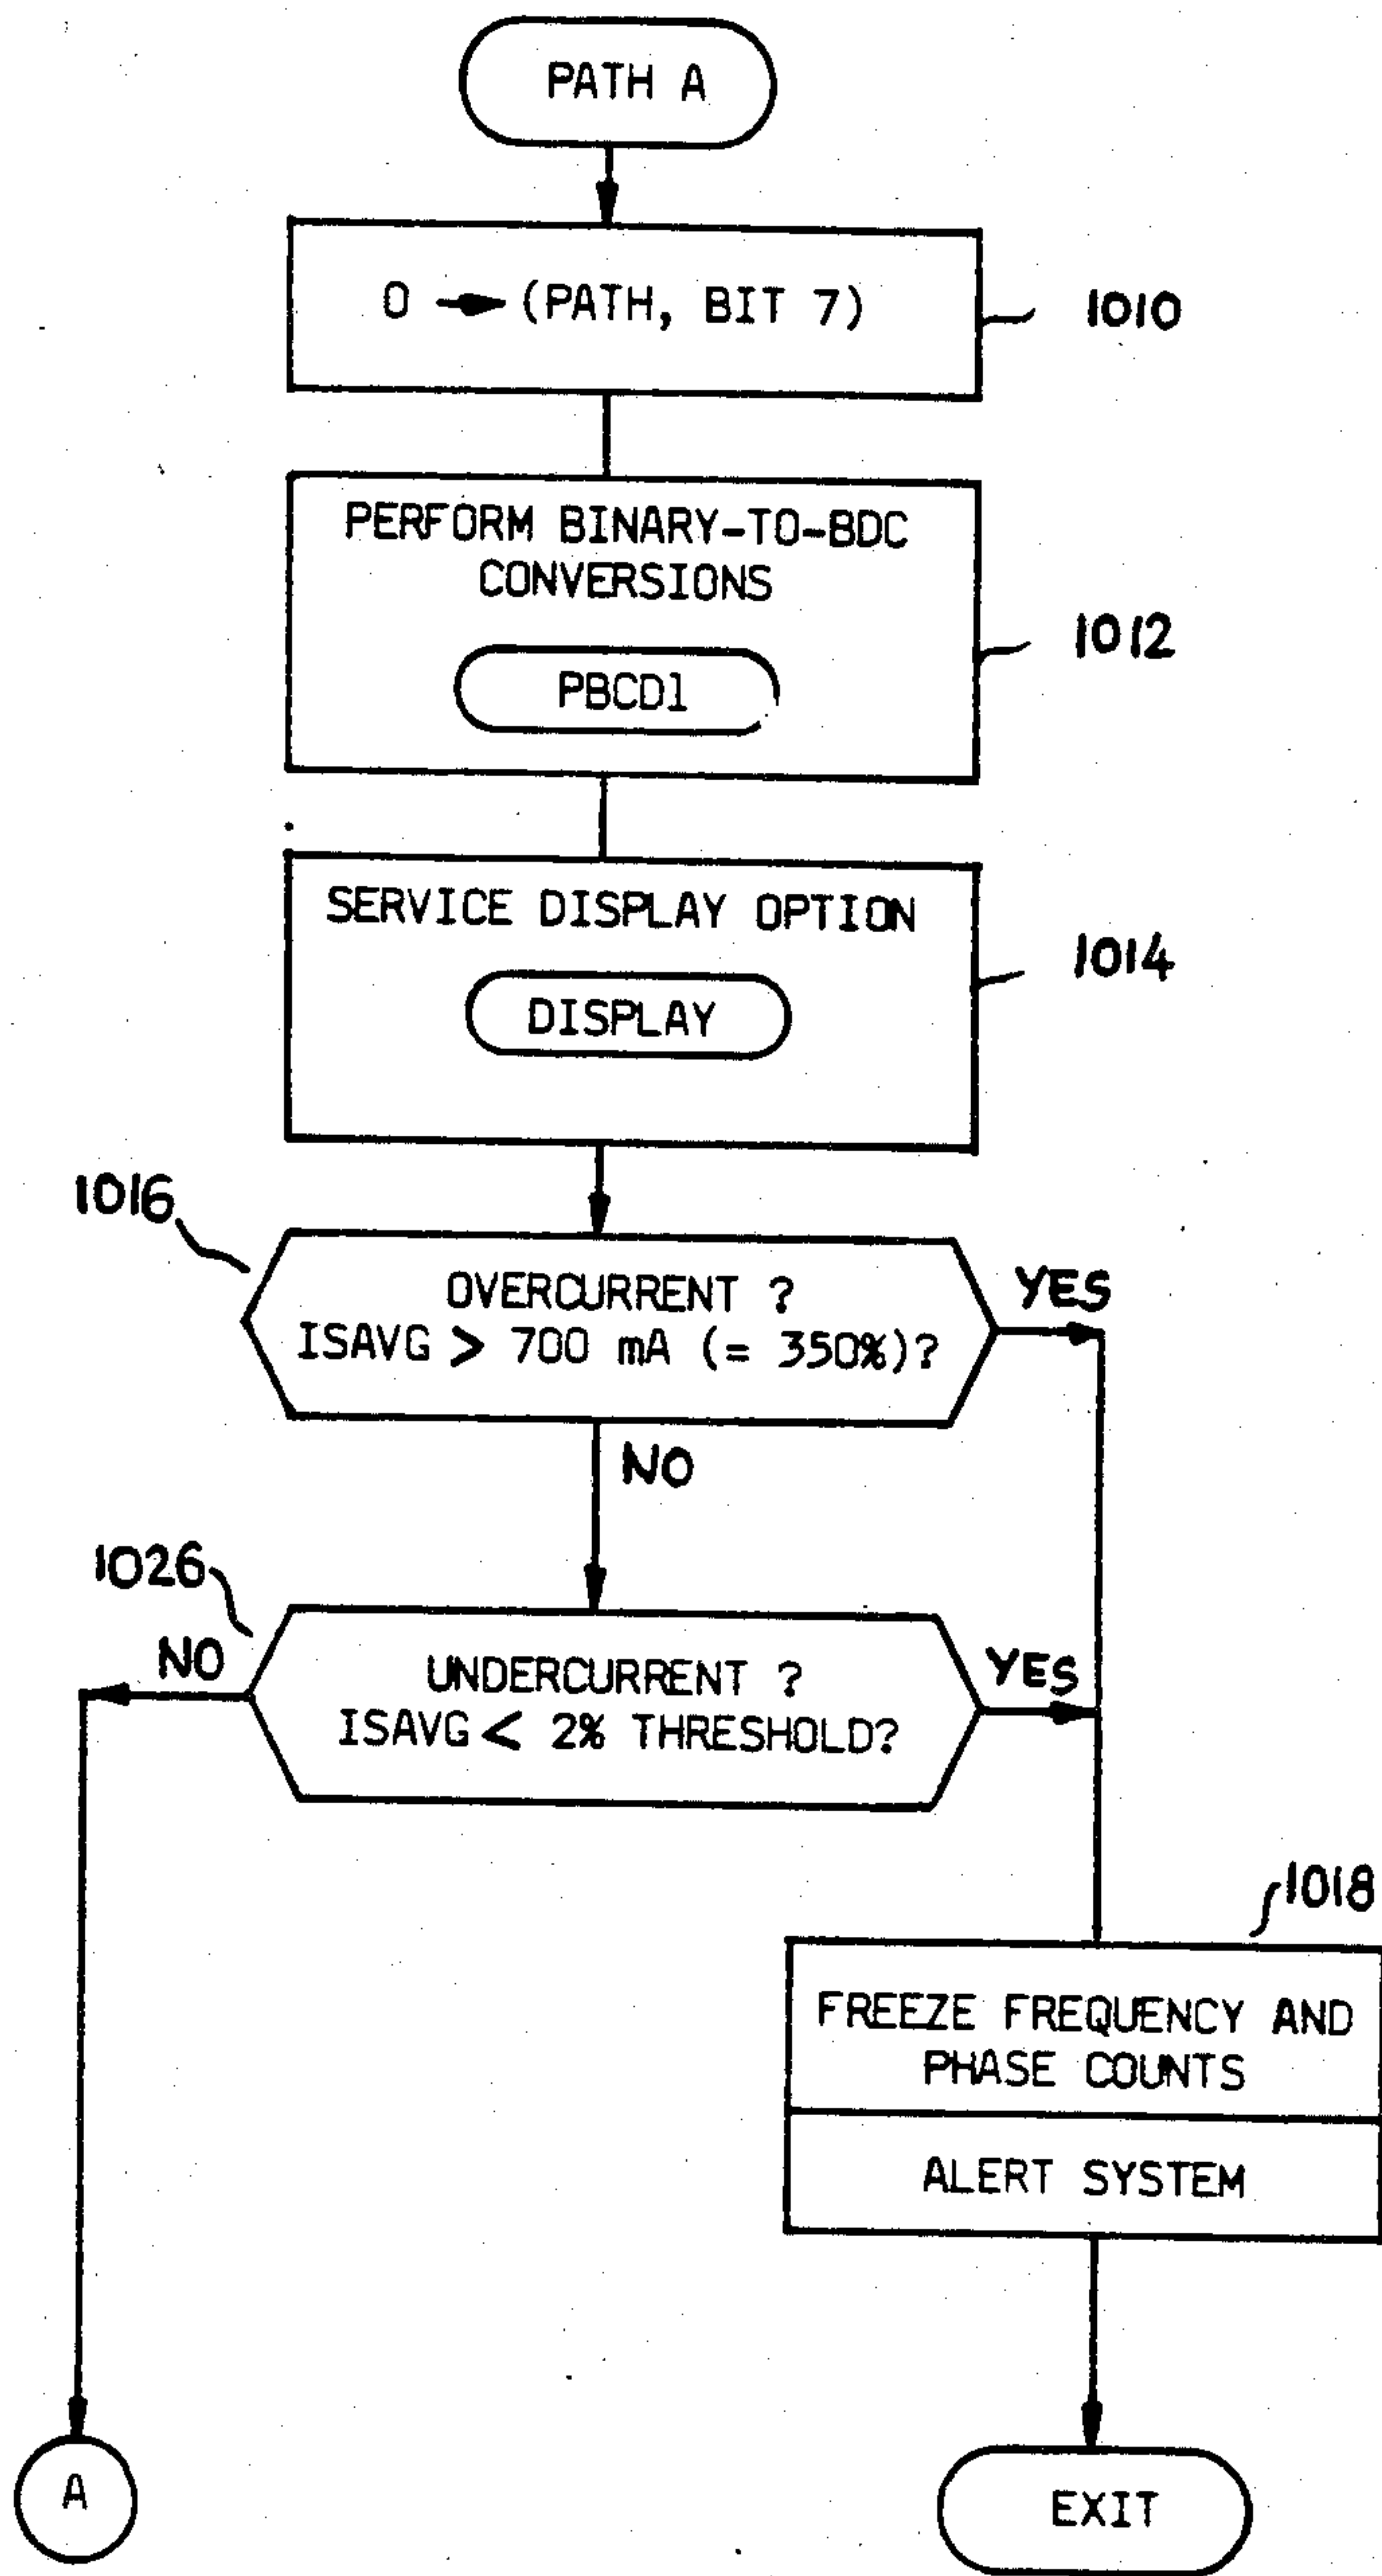 PATH A
0 → (PATH, BIT 7)
1010
PERFORM BINARY-TO-BDC
CONVERSIONS
PBCD1
1012
SERVICE DISPLAY OPTION
DISPLAY
1014
1016
OVERCURRENT ?
ISAVG > 700 mA (= 350%)?
YES
NO
1026
NO
UNDERCURRENT ?
ISAVG < 2% THRESHOLD?
YES
1018
FREEZE FREQUENCY AND
PHASE COUNTS
ALERT SYSTEM
A
EXIT